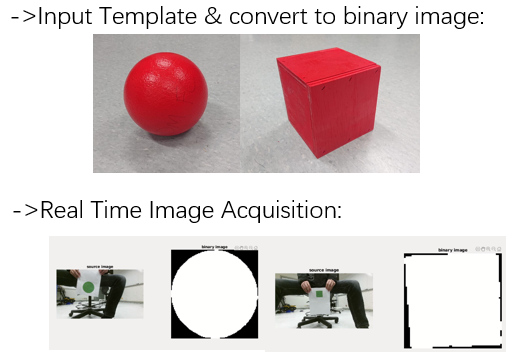 ->Input Template & convert to binary image:
->Real Time Image Acquisition:
source image
binary image
source image
binary image